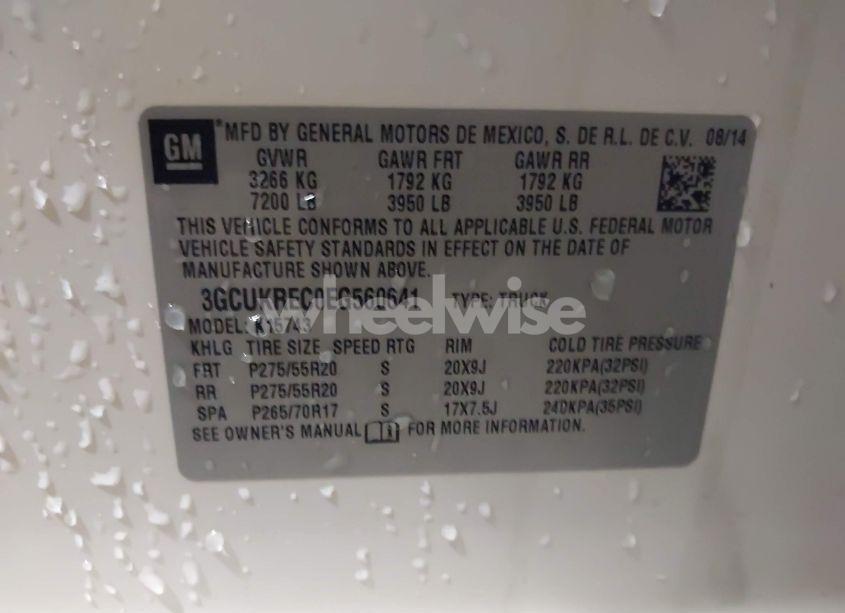 GM
*MFD BY GENERAL MOTORS DE MEXICO, S. DE R.L. DE C.V. 08/14
GVWR GAWR FRT GAWR RR
3266 KG 1792 KG 1792 KG
7200 LB 3950 LB 3950 LB
THIS VEHICLE CONFORMS TO ALL APPLICABLE U.S. FEDERAL MOTOR
VEHICLE SAFETY STANDARDS IN EFFECT ON THE DATE OF
MANUFACTURE SHOWN ABOVE.
3GCUKREC0EG560641 TYPE: TRUCK
wheelwise
MODEL: K15743
KHLG TIRE SIZE SPEED RTG RIM COLD TIRE PRESSURE
FRT P275/55R20 S 20X9J 220KPA(32PSI)
RR P275/55R20 S 20X9J 220KPA(32PSI)
SPA P265/70R17 S 17X7.5J 240KPA(35PSI)
SEE OWNER'S MANUAL FOR MORE INFORMATION.